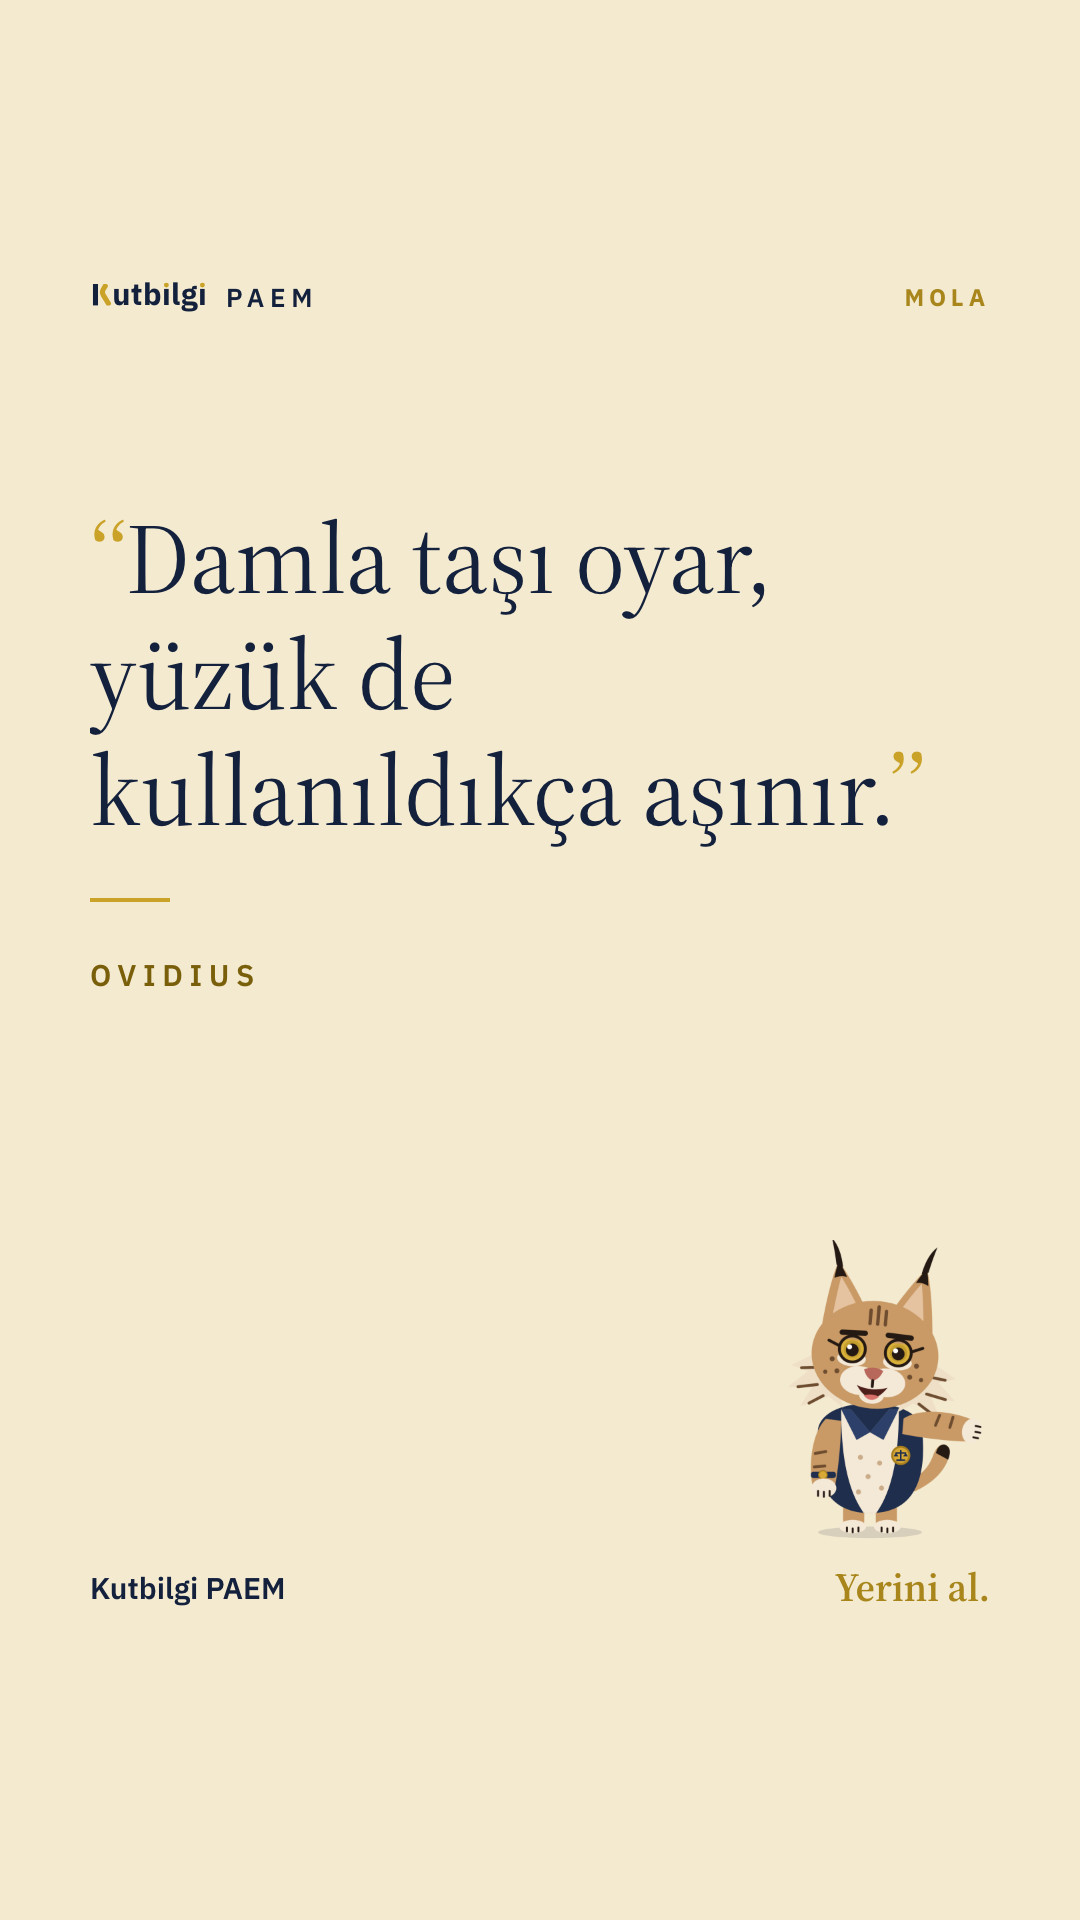 Kutbilgi PAEM
MOLA
“Damla taşı oyar,
yüzük de
kullanıldıkça aşınır.”
OVIDIUS
Kutbilgi PAEM
Yerini al.